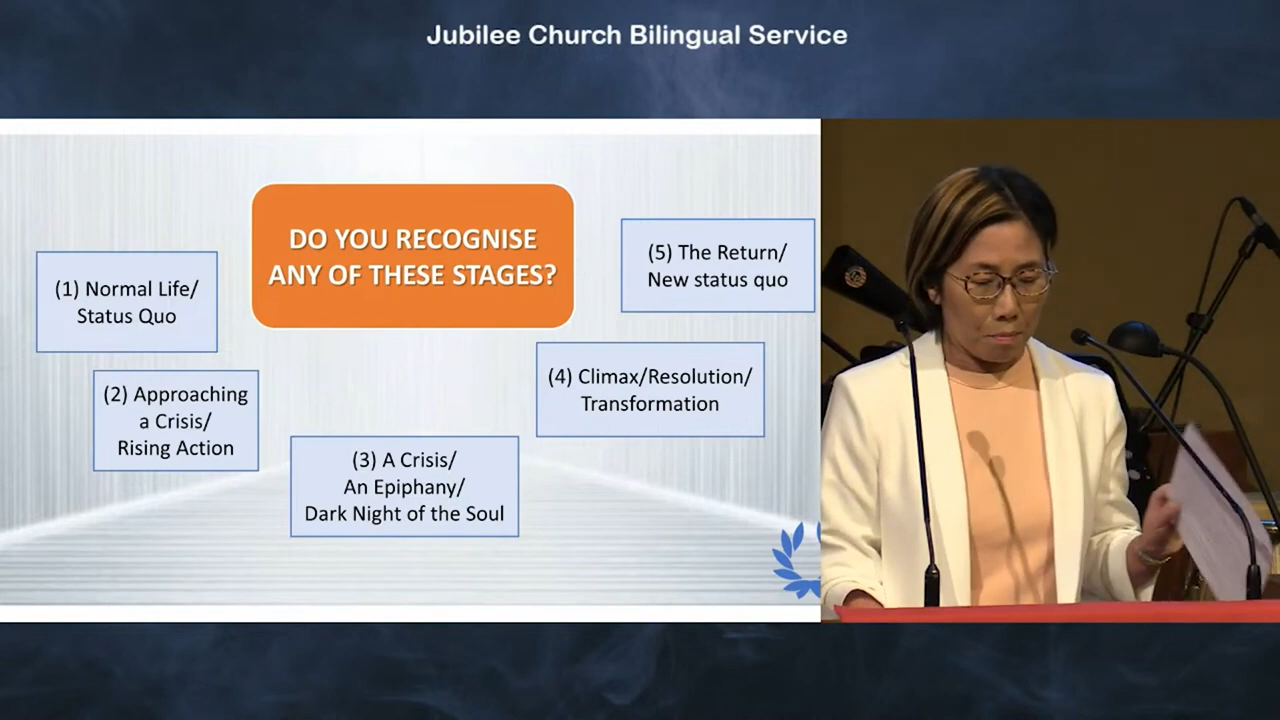 Jubilee Church Bilingual Service
DO YOU RECOGNISE
ANY OF THESE STAGES?
(1) Normal Life/
Status Quo
(2) Approaching
a Crisis/
Rising Action
(3) A Crisis/
An Epiphany/
Dark Night of the Soul
(4) Climax/Resolution/
Transformation
(5) The Return/
New status quo